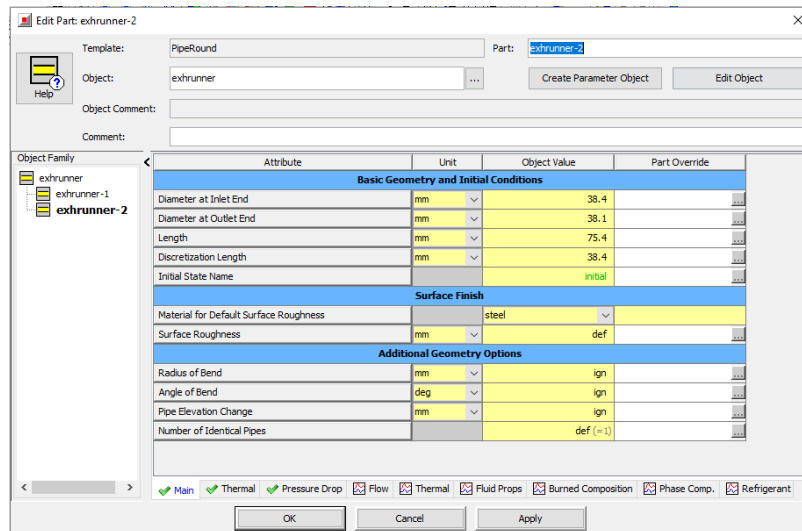 Edit Part: exhrunner-2
Template: PipeRound Part: exhrunner-2
Help
Object: exhrunner ... Create Parameter Object Edit Object
Object Comment:
Comment:
Object Family
exhrunner
exhrunner-1
exhrunner-2
Attribute Unit Object Value Part Override
Basic Geometry and Initial Conditions
Diameter at Inlet End mm 38.4 ...
Diameter at Outlet End mm 38.1 ...
Length mm 75.4 ...
Discretization Length mm 38.4 ...
Initial State Name initial ...
Surface Finish
Material for Default Surface Roughness steel
Surface Roughness mm def ...
Additional Geometry Options
Radius of Bend mm ign ...
Angle of Bend deg ign ...
Pipe Elevation Change mm ign ...
Number of Identical Pipes def (=1) ...
Main Thermal Pressure Drop Flow Thermal Fluid Props Burned Composition Phase Comp. Refrigerant
OK Cancel Apply